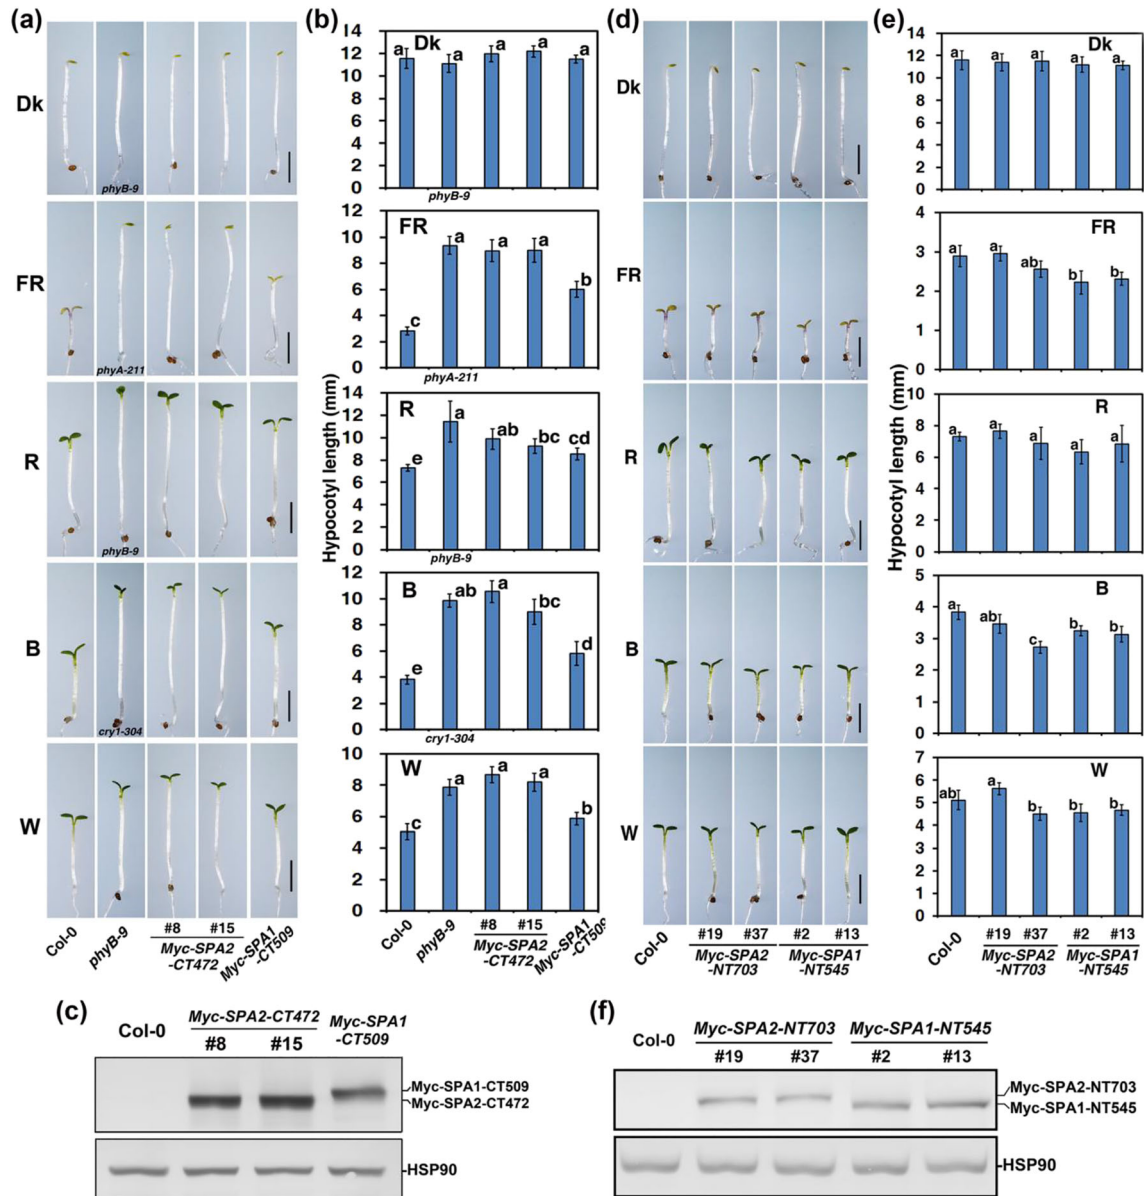 (a)
Dk
phyB-9
FR
phyA-211
R
phyB-9
B
cry1-304
W
Col-0
phyB-9
#8
#15
Myc-SPA2
-CT472
Myc-SPA1
-CT509
(b)
Hypocotyl length (mm)
14
12
10
8
6
4
2
0
Dk
a
a
a
a
a
phyB-9
12
10
8
6
4
2
0
FR
c
a
a
a
b
phyA-211
14
12
10
8
6
4
2
0
R
e
a
ab
bc
cd
phyB-9
12
10
8
6
4
2
0
B
e
ab
a
bc
d
cry1-304
10
8
6
4
2
0
W
c
a
a
a
b
Col-0
phyB-9
#8
#15
Myc-SPA2
-CT472
Myc-SPA1
-CT509
(d)
Dk
FR
R
B
W
Col-0
#19
#37
Myc-SPA2
-NT703
#2
#13
Myc-SPA1
-NT545
(e)
Hypocotyl length (mm)
14
12
10
8
6
4
2
0
Dk
a
a
a
a
a
4
3
2
1
0
FR
a
a
ab
b
b
10
8
6
4
2
0
R
a
a
a
a
a
5
4
3
2
1
0
B
a
ab
c
b
b
7
6
5
4
3
2
1
0
W
ab
a
b
b
b
Col-0
#19
#37
Myc-SPA2
-NT703
#2
#13
Myc-SPA1
-NT545
(c)
Col-0
Myc-SPA2-CT472
#8
#15
Myc-SPA1
-CT509
Myc-SPA1-CT509
Myc-SPA2-CT472
HSP90
(f)
Col-0
Myc-SPA2-NT703
#19
#37
Myc-SPA1-NT545
#2
#13
Myc-SPA2-NT703
Myc-SPA1-NT545
HSP90